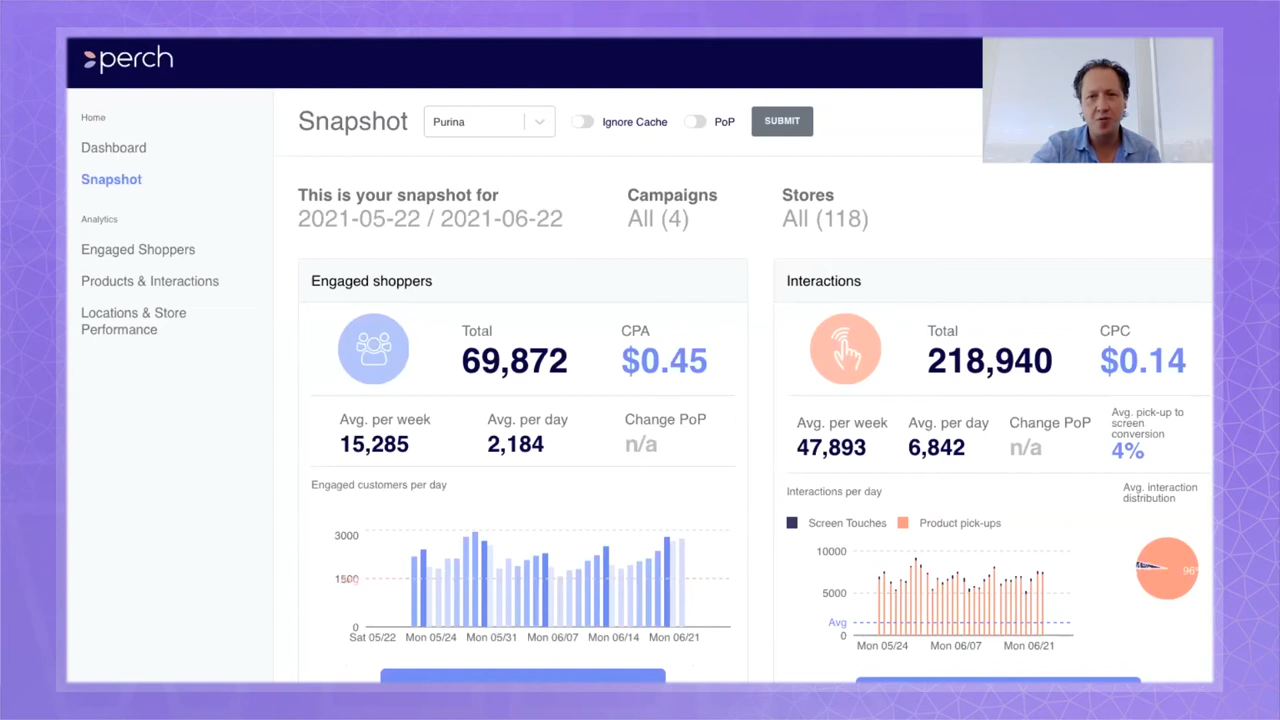 perch
Home
Dashboard
Snapshot
Analytics
Engaged Shoppers
Products & Interactions
Locations & Store
Performance
Snapshot
Purina
Ignore Cache
PoP
SUBMIT
This is your snapshot for
2021-05-22 / 2021-06-22
Campaigns
All (4)
Stores
All (118)
Engaged shoppers
Total
69,872
CPA
$0.45
Avg. per week
15,285
Avg. per day
2,184
Change PoP
n/a
Engaged customers per day
3000
1500
0
Sat 05/22 Mon 05/24 Mon 05/31 Mon 06/07 Mon 06/14 Mon 06/21
Interactions
Total
218,940
CPC
$0.14
Avg. per week
47,893
Avg. per day
6,842
Change PoP
n/a
Avg. pick-up to
screen
conversion
4%
Interactions per day
Screen Touches Product pick-ups
10000
5000
Avg
0
Mon 05/24 Mon 06/07 Mon 06/21
Avg. interaction
distribution
96%